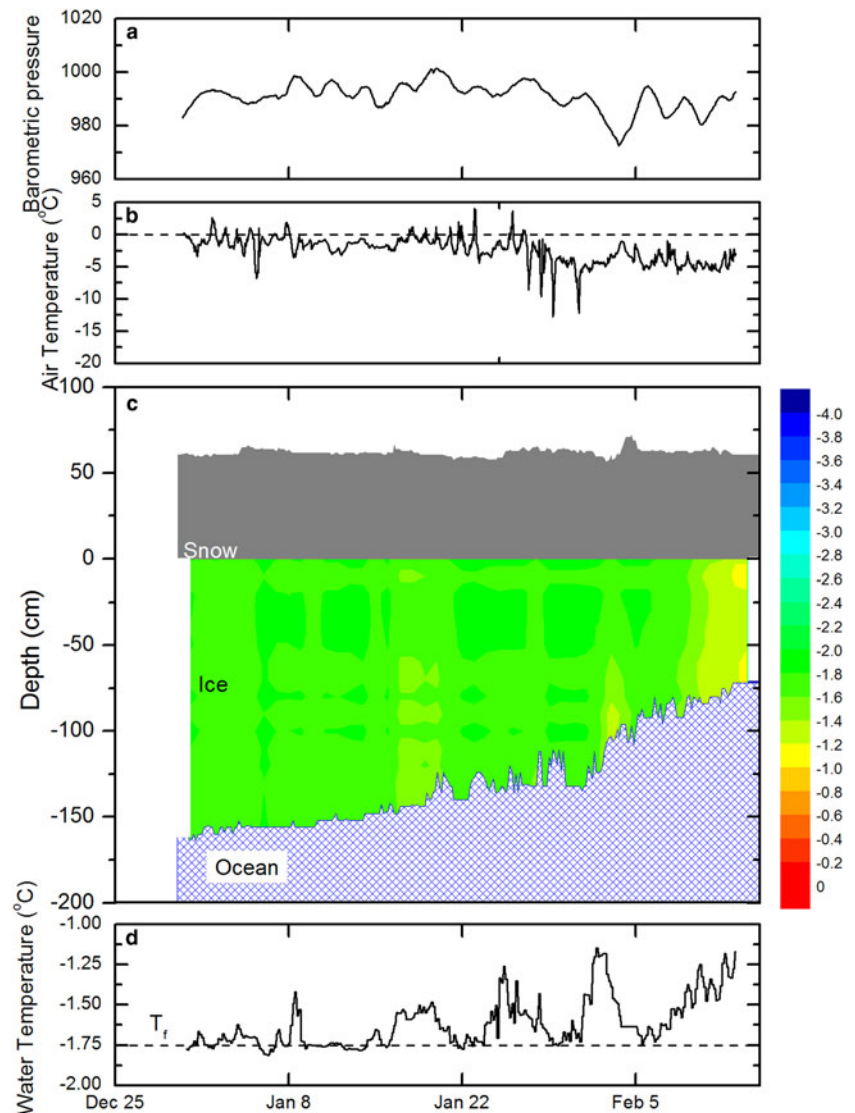 a
Barometric pressure
1020
1000
980
960
b
Air Temperature (°C)
5
0
-5
-10
-15
-20
c
Depth (cm)
100
50
0
-50
-100
-150
-200
Snow
Ice
Ocean
-4.0
-3.8
-3.6
-3.4
-3.2
-3.0
-2.8
-2.6
-2.4
-2.2
-2.0
-1.8
-1.6
-1.4
-1.2
-1.0
-0.8
-0.6
-0.4
-0.2
0
d
Water Temperature (°C)
-1.00
-1.25
-1.50
-1.75
-2.00
Tf
Dec 25
Jan 8
Jan 22
Feb 5